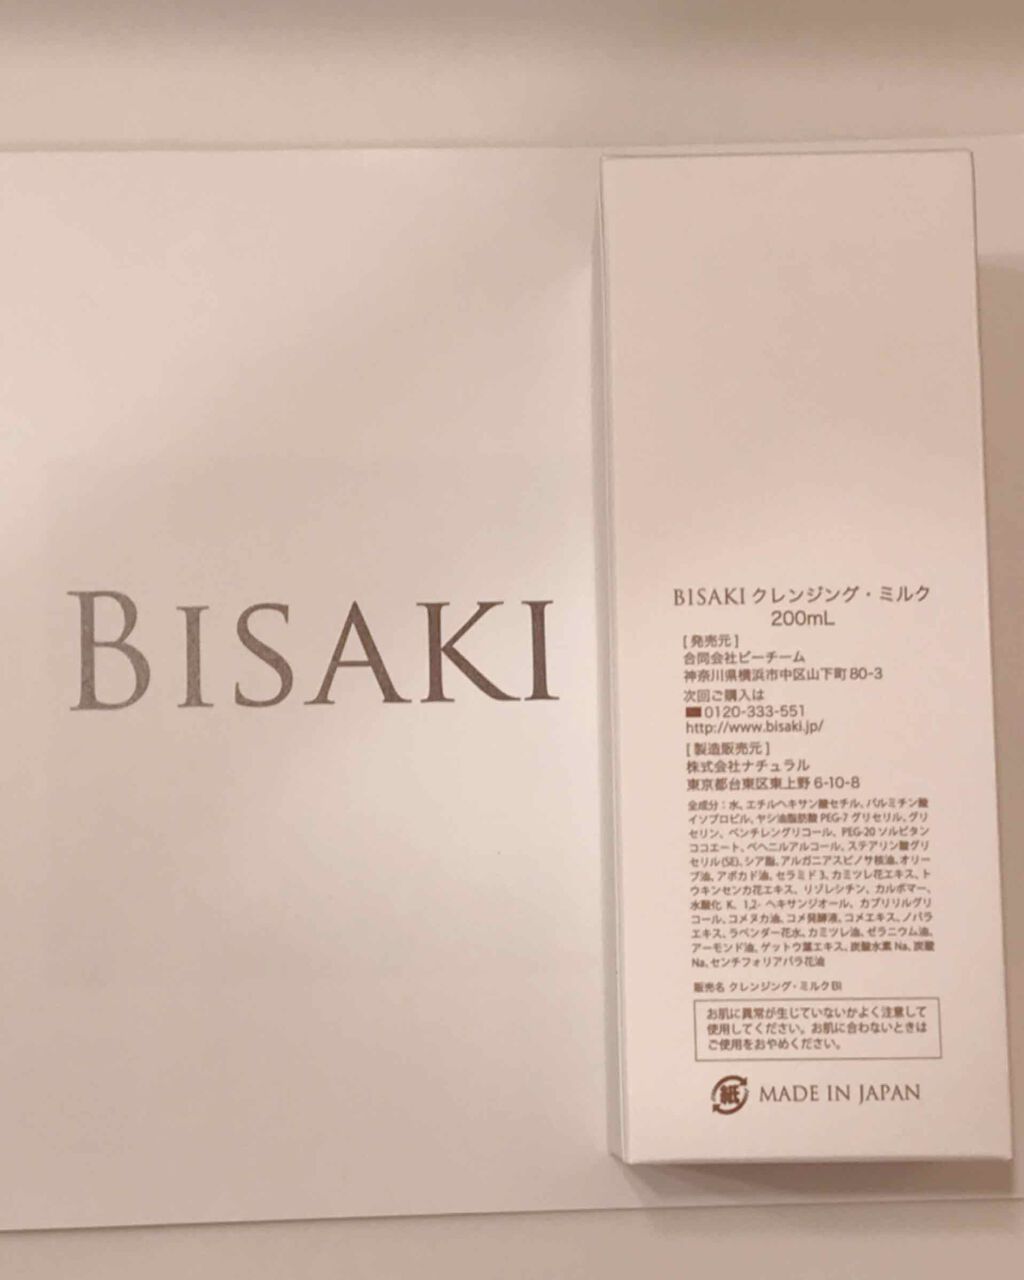 BISAKI
BISAKI クレンジング・ミルク
200mL
[発売元]
合同会社ビーチーム
神奈川県横浜市中区山下町80-3
次回ご購入は
0120-333-551
http://www.bisaki.jp/
[製造販売元]
株式会社ナチュラル
東京都台東区東上野 6-10-8
全成分：水、エチルヘキサン酸セチル、パルミチン酸
イソプロピル、ヤシ油脂肪酸 PEG-7 グリセリル、グリ
セリン、ペンチレングリコール、PEG-20 ソルビタン
ココエート、ベヘニルアルコール、ステアリン酸グリ
セリル(SE)、シア脂、アルガニアスピノサ核油、オリー
ブ油、アボカド油、セラミド3、カミツレ花エキス、ト
ウキンセンカ花エキス、リゾレシチン、カルボマー、
水酸化 K、1,2- ヘキサンジオール、カプリリルグリ
コール、コメヌカ油、コメ発酵液、コメエキス、ノバラ
エキス、ラベンダー花水、カミツレ油、ゼラニウム油、
アーモンド油、ゲットウ葉エキス、炭酸水素 Na、炭酸
Na、センチフォリアバラ花油
販売名 クレンジング・ミルク BI
お肌に異常が生じていないかよく注意して
使用してください。お肌に合わないときは
ご使用をおやめください。
紙 MADE IN JAPAN